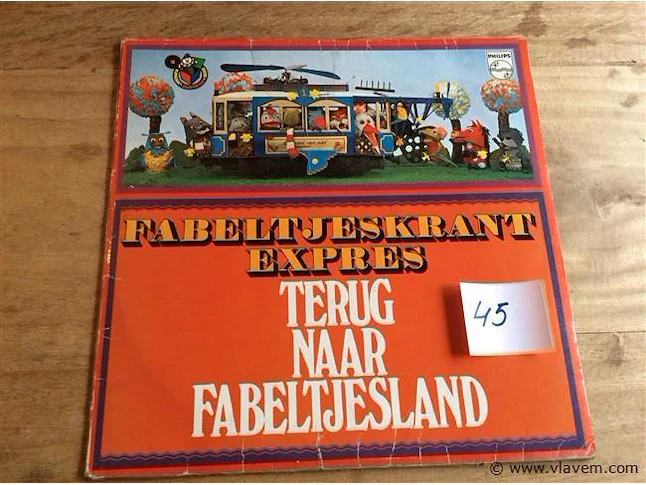 PHILIPS
FABELTJESKRANT
EXPRES
TERUG
NAAR
FABELTJESLAND
45
© www.vlavem.com